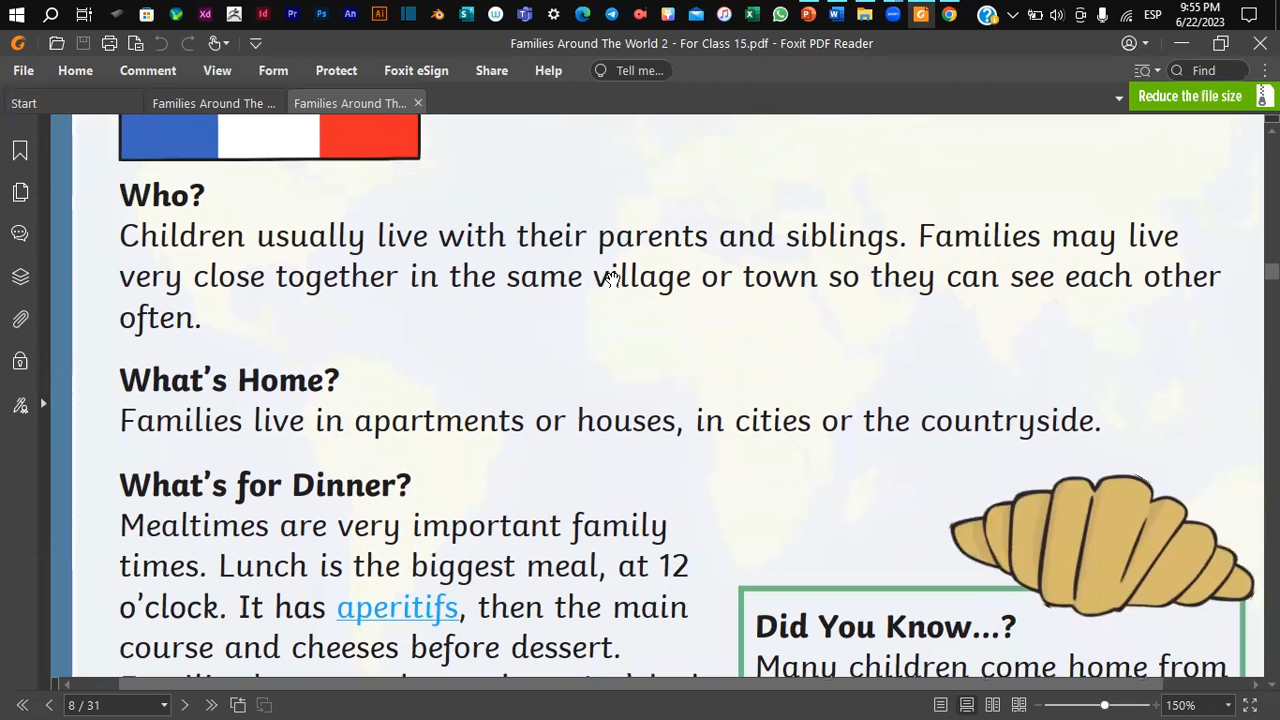 Xd
Id
Pr
Ps
An
Ai
ESP
9:55 PM
6/22/2023
Families Around The World 2 - For Class 15.pdf - Foxit PDF Reader
File
Home
Comment
View
Form
Protect
Foxit eSign
Share
Help
Tell me...
Find
Start
Families Around The ...
Families Around Th...
Reduce the file size
Who?
Children usually live with their parents and siblings. Families may live
very close together in the same village or town so they can see each other
often.
What's Home?
Families live in apartments or houses, in cities or the countryside.
What's for Dinner?
Mealtimes are very important family
times. Lunch is the biggest meal, at 12
o'clock. It has aperitifs, then the main
course and cheeses before dessert.
Did You Know...?
Many children come home from
8 / 31
150%